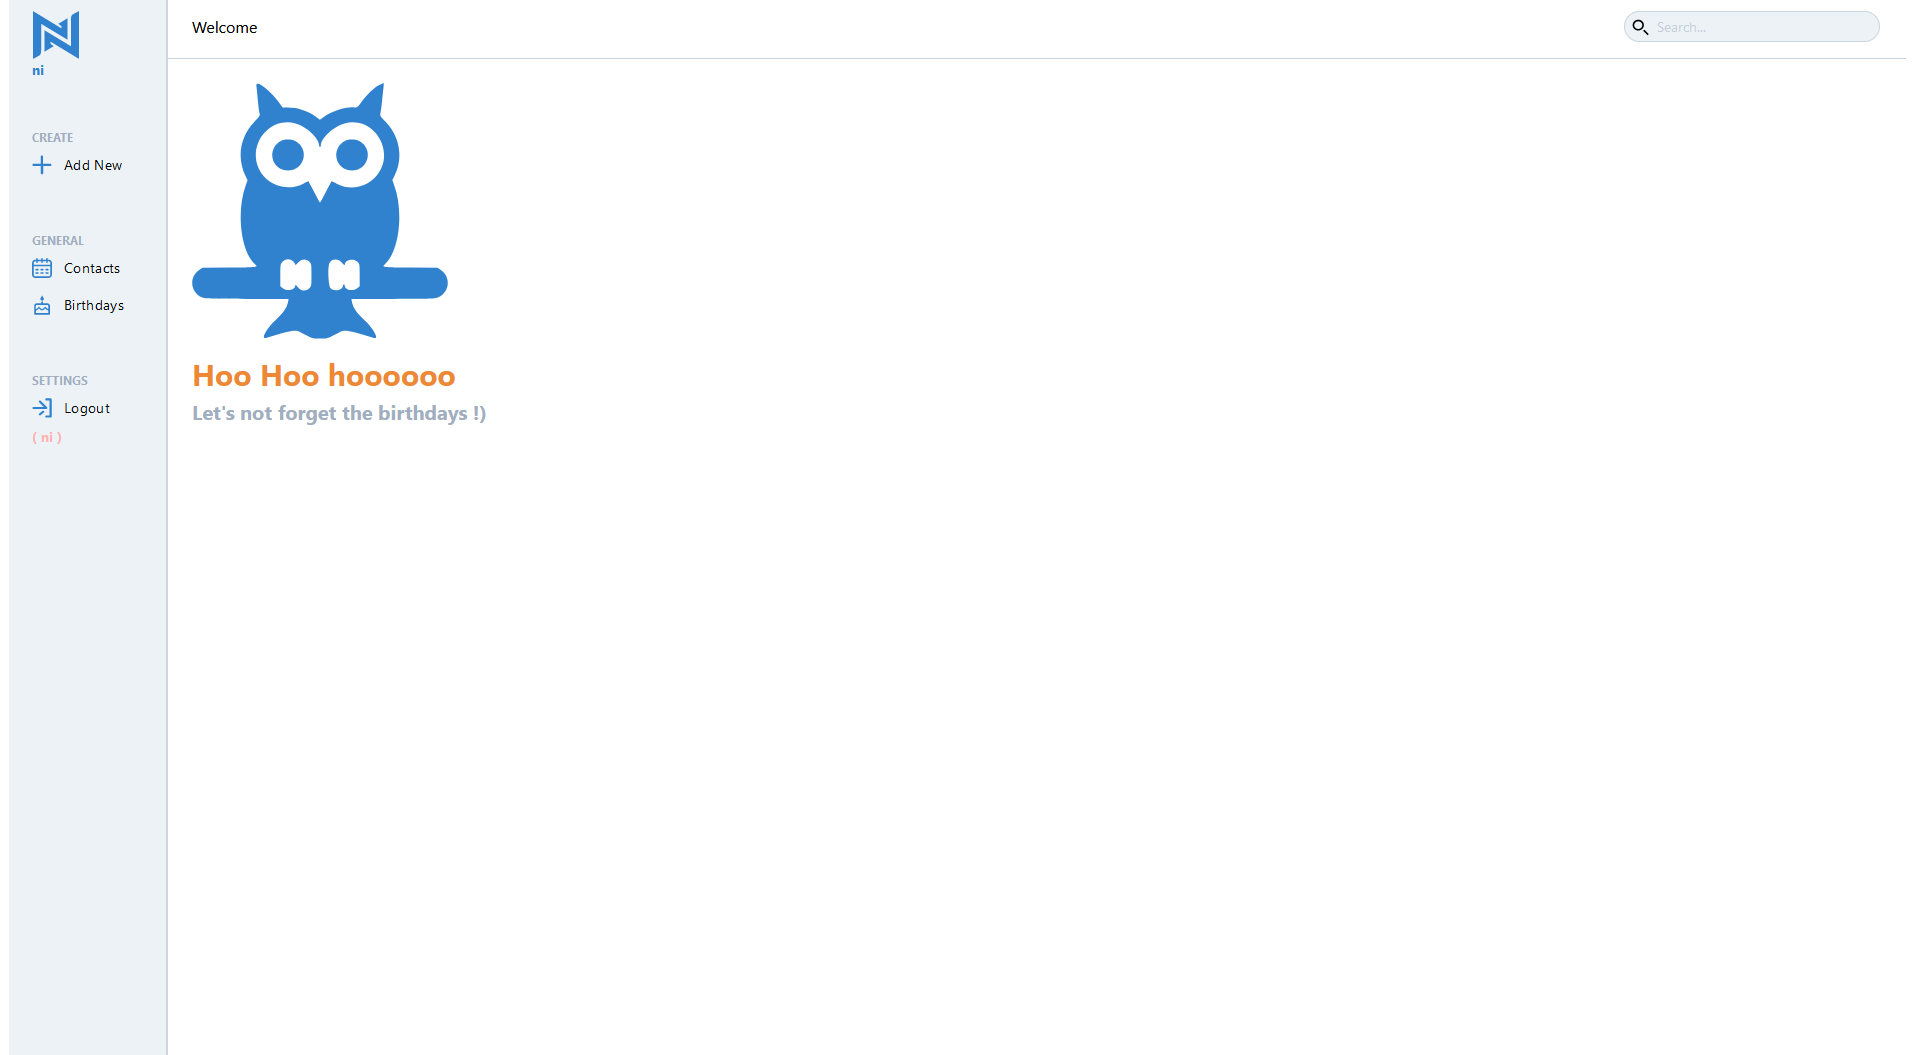 ni
CREATE
Add New
GENERAL
Contacts
Birthdays
SETTINGS
Logout
( ni )
Welcome
Search...
Hoo Hoo hoooooo
Let's not forget the birthdays !)